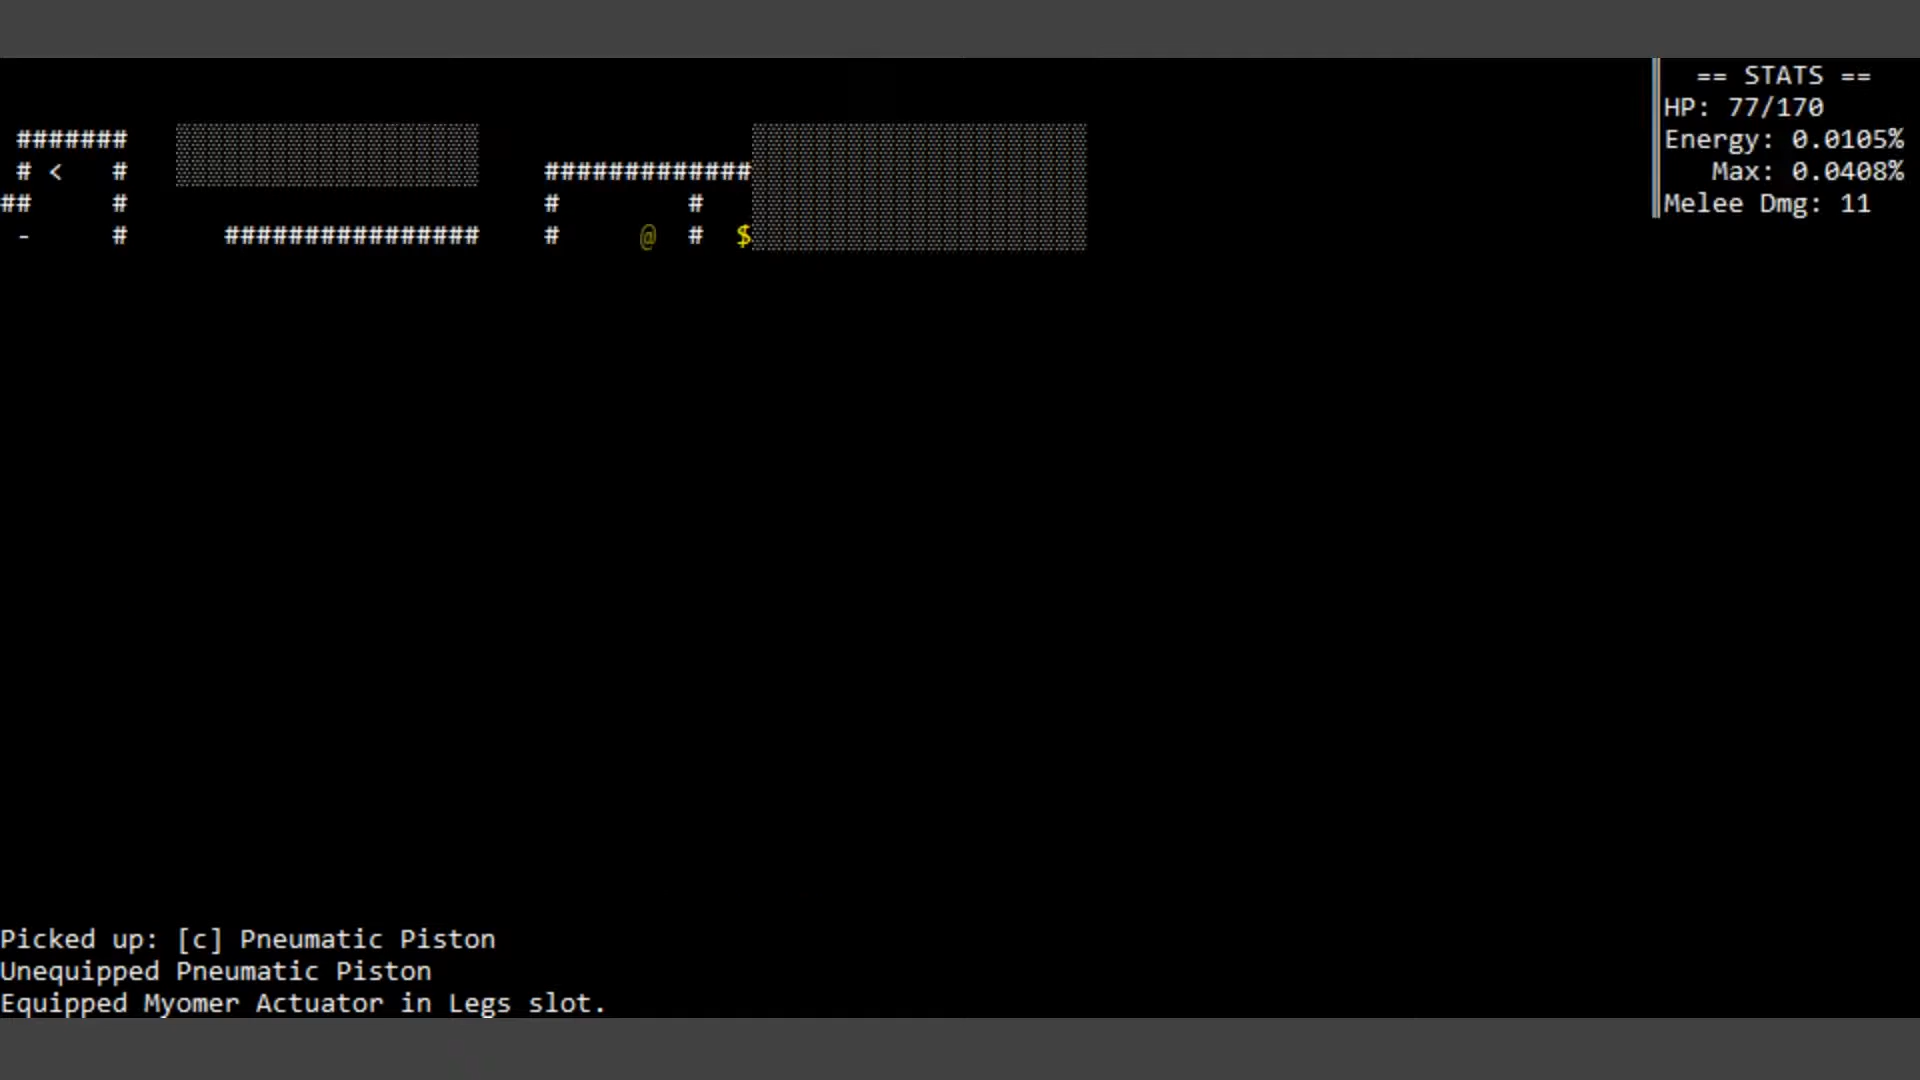 == STATS ==
HP: 77/170
Energy: 0.0105%
Max: 0.0408%
Melee Dmg: 11
#######
# < # #############
## # # #
- # ################ # @ # $
Picked up: [c] Pneumatic Piston
Unequipped Pneumatic Piston
Equipped Myomer Actuator in Legs slot.